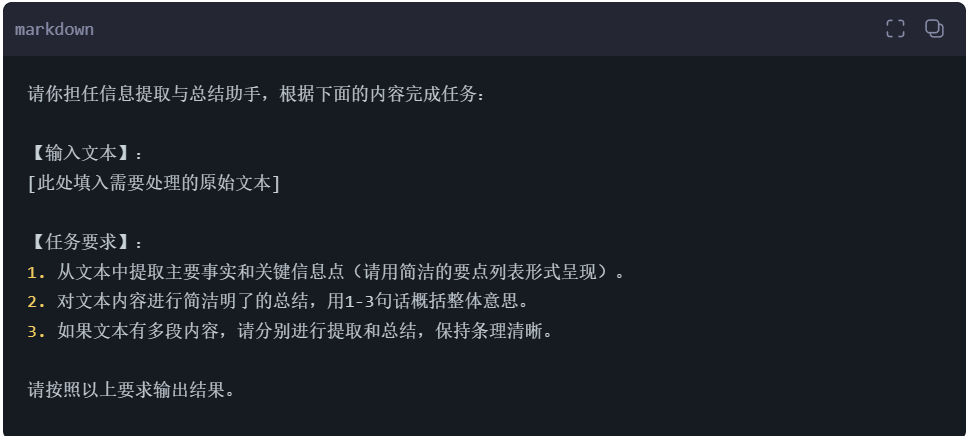 markdown
请你担任信息提取与总结助手，根据下面的内容完成任务：
【输入文本】：
[此处填入需要处理的原始文本]
【任务要求】：
1. 从文本中提取主要事实和关键信息点（请用简洁的要点列表形式呈现）。
2. 对文本内容进行简洁明了的总结，用1-3句话概括整体意思。
3. 如果文本有多段内容，请分别进行提取和总结，保持条理清晰。
请按照以上要求输出结果。